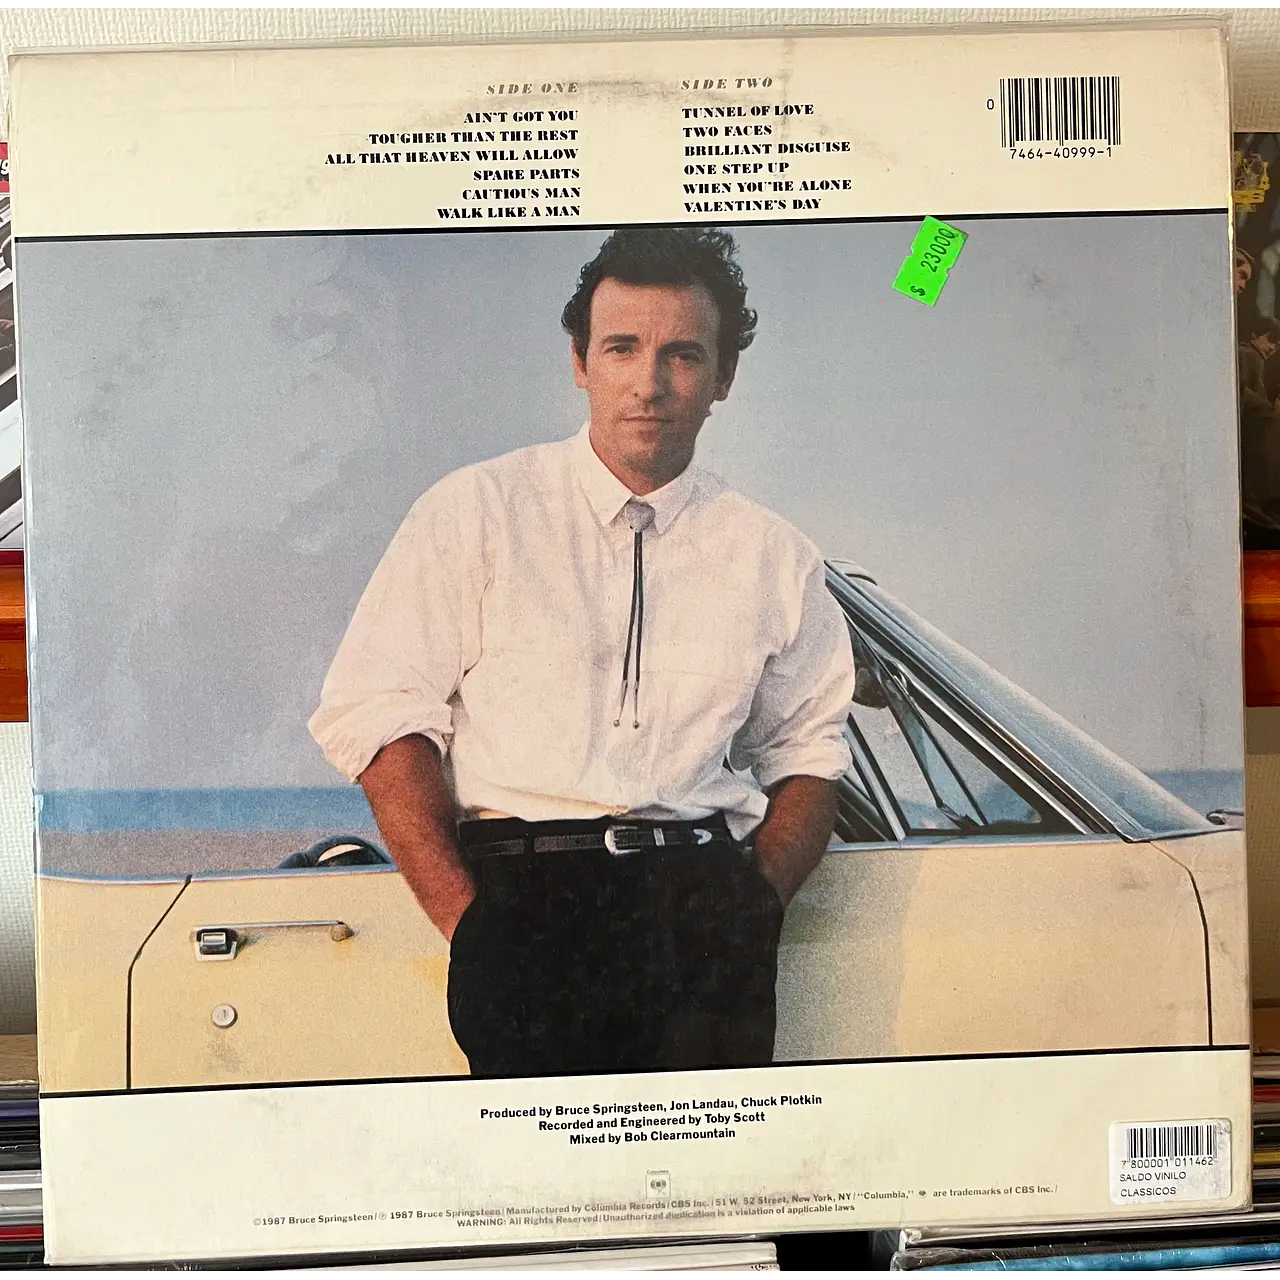 SIDE ONE
AIN'T GOT YOU
TOUGHER THAN THE REST
ALL THAT HEAVEN WILL ALLOW
SPARE PARTS
CAUTIOUS MAN
WALK LIKE A MAN
SIDE TWO
TUNNEL OF LOVE
TWO FACES
BRILLIANT DISGUISE
ONE STEP UP
WHEN YOU'RE ALONE
VALENTINE'S DAY
0
7464-40999-1
$ 23000
Produced by Bruce Springsteen, Jon Landau, Chuck Plotkin
Recorded and Engineered by Toby Scott
Mixed by Bob Clearmountain
Columbia
©1987 Bruce Springsteen/℗ 1987 Bruce Springsteen/Manufactured by Columbia Records/CBS Inc./51 W. 52 Street, New York, NY/"Columbia," are trademarks of CBS Inc./
WARNING: All Rights Reserved/Unauthorized duplication is a violation of applicable laws
7 800001 011462
SALDO VINILO
CLASSICOS